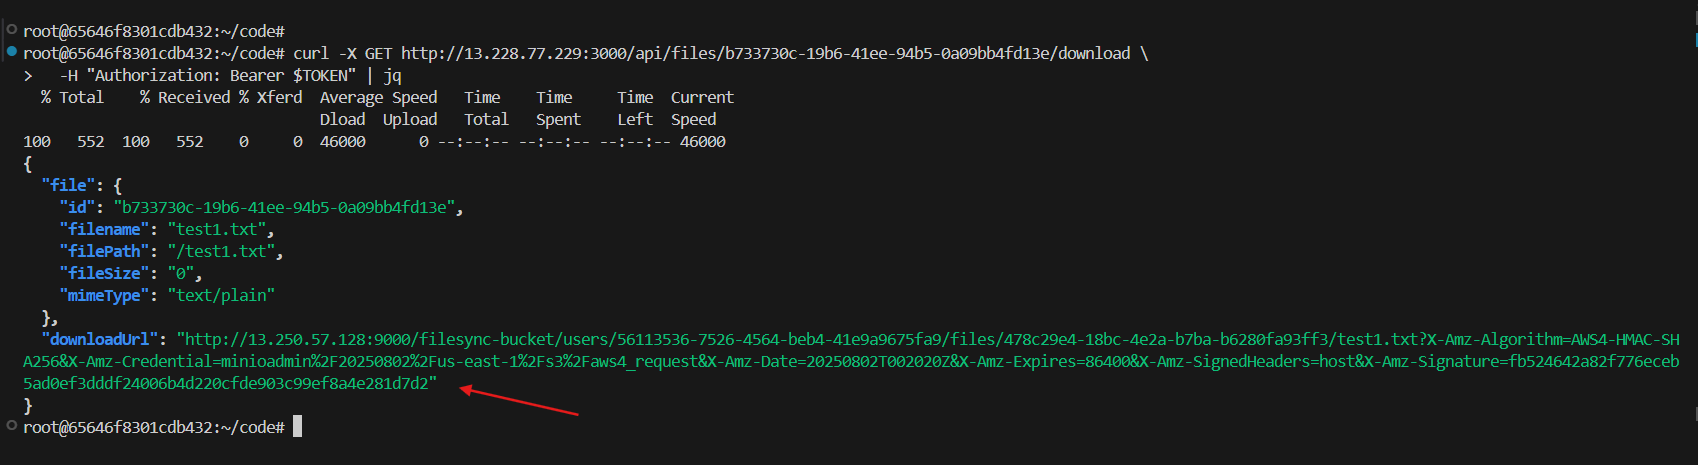 root@65646f8301cdb432:~/code#
root@65646f8301cdb432:~/code# curl -X GET http://13.228.77.229:3000/api/files/b733730c-19b6-41ee-94b5-0a09bb4fd13e/download \
>   -H "Authorization: Bearer $TOKEN" | jq
  % Total    % Received % Xferd  Average Speed   Time    Time     Time  Current
                                 Dload  Upload   Total   Spent    Left  Speed
100   552  100   552    0     0  46000      0 --:--:-- --:--:-- --:--:-- 46000
{
  "file": {
    "id": "b733730c-19b6-41ee-94b5-0a09bb4fd13e",
    "filename": "test1.txt",
    "filePath": "/test1.txt",
    "fileSize": "0",
    "mimeType": "text/plain"
  },
  "downloadUrl": "http://13.250.57.128:9000/filesync-bucket/users/56113536-7526-4564-beb4-41e9a9675fa9/files/478c29e4-18bc-4e2a-b7ba-b6280fa93ff3/test1.txt?X-Amz-Algorithm=AWS4-HMAC-SH
A256&X-Amz-Credential=minioadmin%2F20250802%2Fus-east-1%2Fs3%2Faws4_request&X-Amz-Date=20250802T002020Z&X-Amz-Expires=86400&X-Amz-SignedHeaders=host&X-Amz-Signature=fb524642a82f776eceb
5ad0ef3dddf24006b4d220cfde903c99ef8a4e281d7d2"
}
root@65646f8301cdb432:~/code#